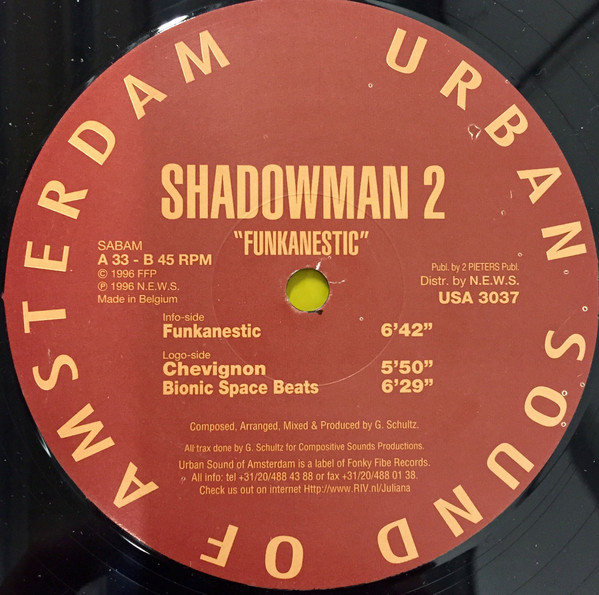 URBAN SOUND OF AMSTERDAM
SHADOWMAN 2
"FUNKANESTIC"
SABAM
A 33 - B 45 RPM
© 1996 FFP
℗ 1996 N.E.W.S.
Made in Belgium
Publ. by 2 PIETERS Publ.
Distr. by N.E.W.S.
USA 3037
Info-side
Funkanestic 6'42"
Logo-side
Chevignon 5'50"
Bionic Space Beats 6'29"
Composed, Arranged, Mixed & Produced by G. Schultz.
All trax done by G. Schultz for Compositive Sounds Productions.
Urban Sound of Amsterdam is a label of Fonky Fibe Records.
All info: tel +31/20/488 43 88 or fax +31/20/488 01 38.
Check us out on internet Http://www.RIV.nl/Juliana